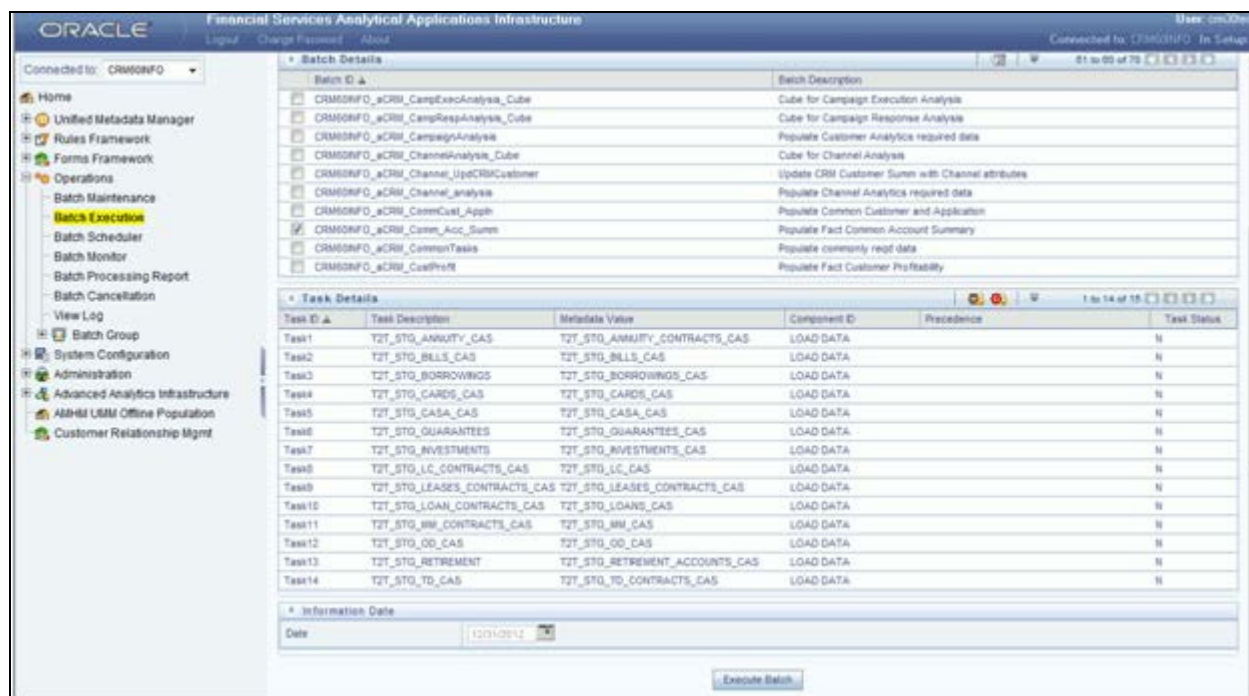 ORACLE
Financial Services Analytical Applications Infrastructure
User:
Logout Change Password About
Connected to: In Setup
Connected to: CRM60INFO
Home
Unified Metadata Manager
Rules Framework
Forms Framework
Operations
Batch Maintenance
Batch Execution
Batch Scheduler
Batch Monitor
Batch Processing Report
Batch Cancellation
View Log
Batch Group
System Configuration
Administration
Advanced Analytics Infrastructure
AMHM UMM Offline Population
Customer Relationship Mgmt
Batch Details
Batch ID Batch Description
CRM60INFO_aCRM_CampExecAnalysis_Cube Cube for Campaign Execution Analysis
CRM60INFO_aCRM_CampRespAnalysis_Cube Cube for Campaign Response Analysis
CRM60INFO_aCRM_CampaignAnalysis Populate Customer Analytics required data
CRM60INFO_aCRM_ChannelAnalysis_Cube Cube for Channel Analysis
CRM60INFO_aCRM_Channel_UpdCRMCustomer Update CRM Customer Summ with Channel attributes
CRM60INFO_aCRM_Channel_analysis Populate Channel Analytics required data
CRM60INFO_aCRM_CommCust_Appln Populate Common Customer and Application
CRM60INFO_aCRM_Comm_Acc_Summ Populate Fact Common Account Summary
CRM60INFO_aCRM_CommonTasks Populate commonly reqd data
CRM60INFO_aCRM_CustProfit Populate Fact Customer Profitability
Task Details 1 to 14 of 15
Task ID Task Description Metadata Value Component ID Precedence Task Status
Task1 T2T_STG_ANNUITY_CAS T2T_STG_ANNUITY_CONTRACTS_CAS LOAD DATA N
Task2 T2T_STG_BILLS_CAS T2T_STG_BILLS_CAS LOAD DATA N
Task3 T2T_STG_BORROWINGS T2T_STG_BORROWINGS_CAS LOAD DATA N
Task4 T2T_STG_CARDS_CAS T2T_STG_CARDS_CAS LOAD DATA N
Task5 T2T_STG_CASA_CAS T2T_STG_CASA_CAS LOAD DATA N
Task6 T2T_STG_GUARANTEES T2T_STG_GUARANTEES_CAS LOAD DATA N
Task7 T2T_STG_INVESTMENTS T2T_STG_INVESTMENTS_CAS LOAD DATA N
Task8 T2T_STG_LC_CONTRACTS_CAS T2T_STG_LC_CAS LOAD DATA N
Task9 T2T_STG_LEASES_CONTRACTS_CAS T2T_STG_LEASES_CONTRACTS_CAS LOAD DATA N
Task10 T2T_STG_LOAN_CONTRACTS_CAS T2T_STG_LOANS_CAS LOAD DATA N
Task11 T2T_STG_MM_CONTRACTS_CAS T2T_STG_MM_CAS LOAD DATA N
Task12 T2T_STG_OD_CAS T2T_STG_OD_CAS LOAD DATA N
Task13 T2T_STG_RETIREMENT T2T_STG_RETIREMENT_ACCOUNTS_CAS LOAD DATA N
Task14 T2T_STG_TD_CAS T2T_STG_TD_CONTRACTS_CAS LOAD DATA N
Information Date
Date 12/31/2012
Execute Batch